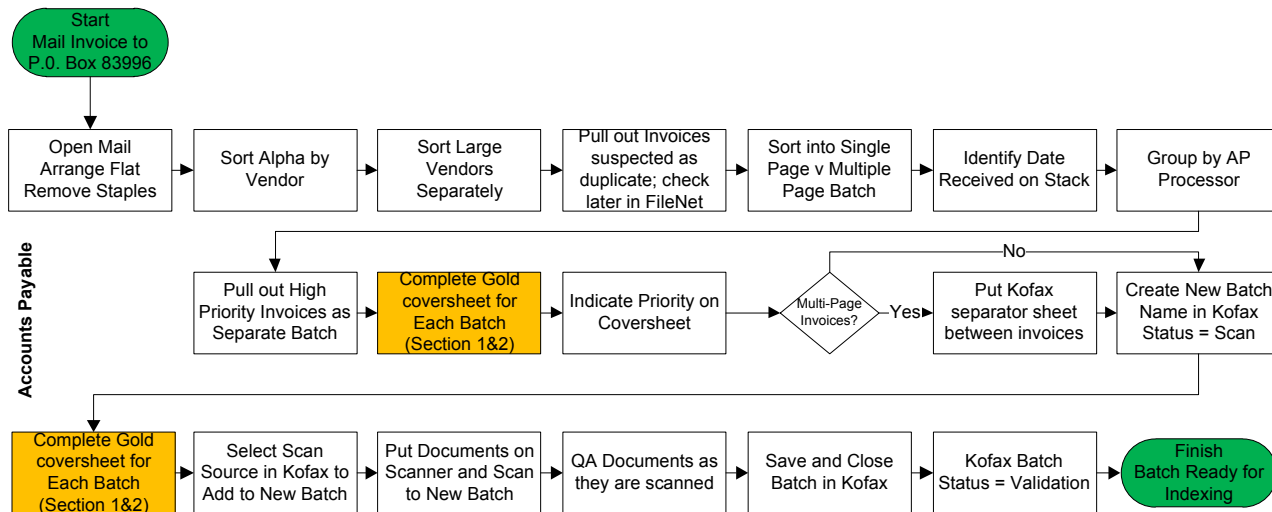 Start
Mail Invoice to
P.0. Box 83996
Open Mail
Arrange Flat
Remove Staples
Sort Alpha by
Vendor
Sort Large
Vendors
Separately
Pull out Invoices
suspected as
duplicate; check
later in FileNet
Sort into Single
Page v Multiple
Page Batch
Identify Date
Received on Stack
Group by AP
Processor
Accounts Payable
Pull out High
Priority Invoices as
Separate Batch
Complete Gold
coversheet for
Each Batch
(Section 1&2)
Indicate Priority on
Coversheet
Multi-Page
Invoices?
No
Yes
Put Kofax
separator sheet
between invoices
Create New Batch
Name in Kofax
Status = Scan
Complete Gold
coversheet for
Each Batch
(Section 1&2)
Select Scan
Source in Kofax to
Add to New Batch
Put Documents on
Scanner and Scan
to New Batch
QA Documents as
they are scanned
Save and Close
Batch in Kofax
Kofax Batch
Status = Validation
Finish
Batch Ready for
Indexing